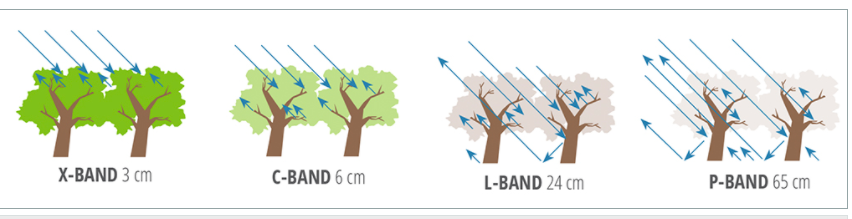 X-BAND 3 cm
C-BAND 6 cm
L-BAND 24 cm
P-BAND 65 cm